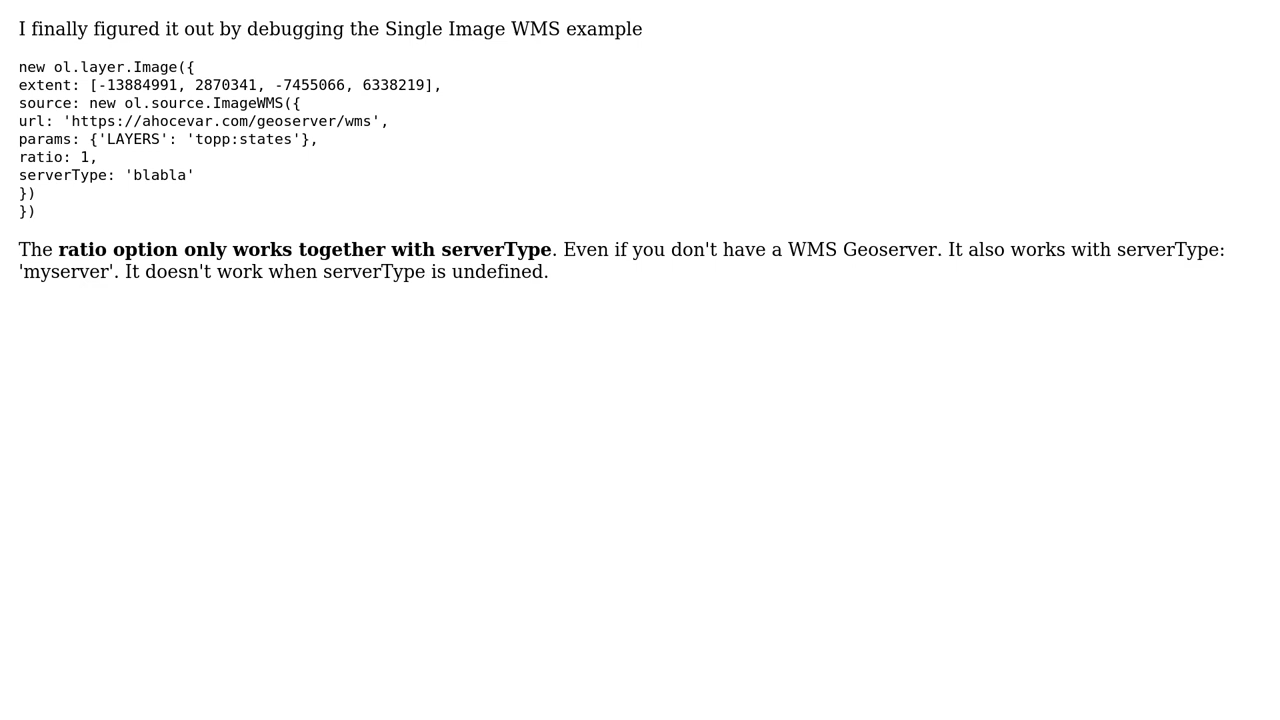 I finally figured it out by debugging the Single Image WMS example
new ol.layer.Image({
extent: [-13884991, 2870341, -7455066, 6338219],
source: new ol.source.ImageWMS({
url: 'https://ahocevar.com/geoserver/wms',
params: {'LAYERS': 'topp:states'},
ratio: 1,
serverType: 'blabla'
})
})
The ratio option only works together with serverType. Even if you don't have a WMS Geoserver. It also works with serverType:
'myserver'. It doesn't work when serverType is undefined.